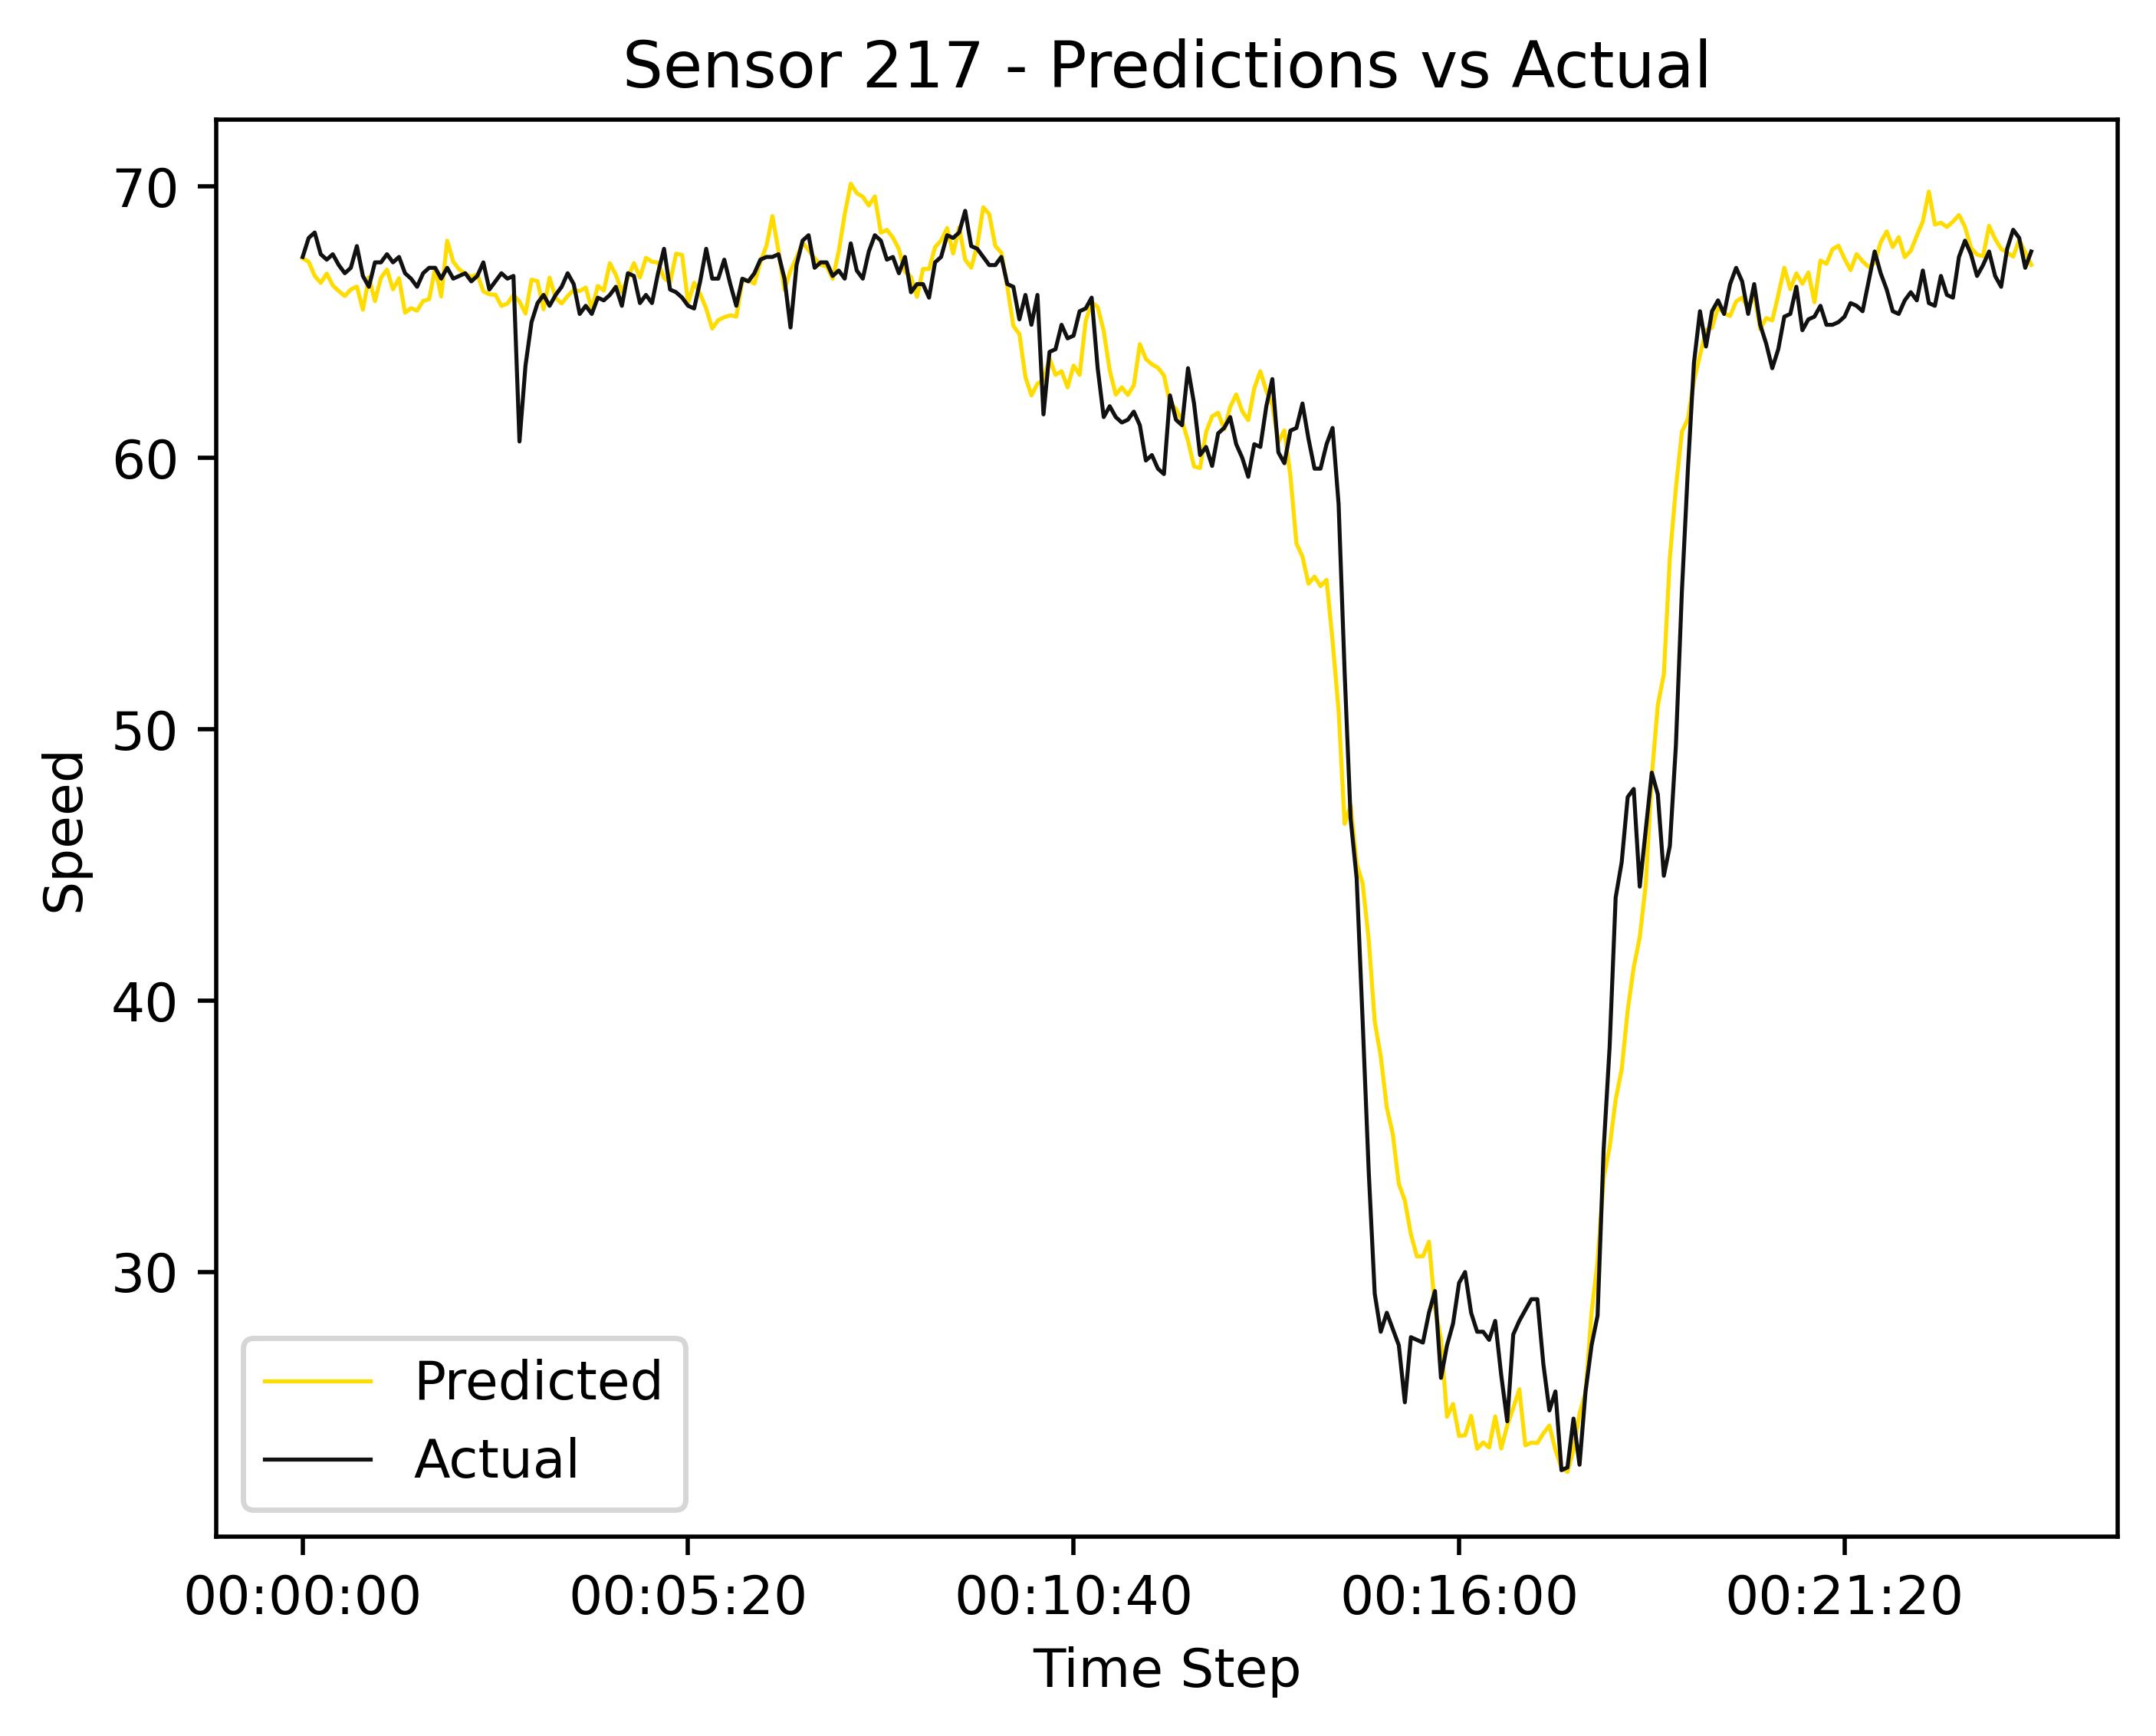 Sensor 217 - Predictions vs Actual
70
60
50
40
30
Speed
Predicted
Actual
00:00:00 00:05:20 00:10:40 00:16:00 00:21:20
Time Step